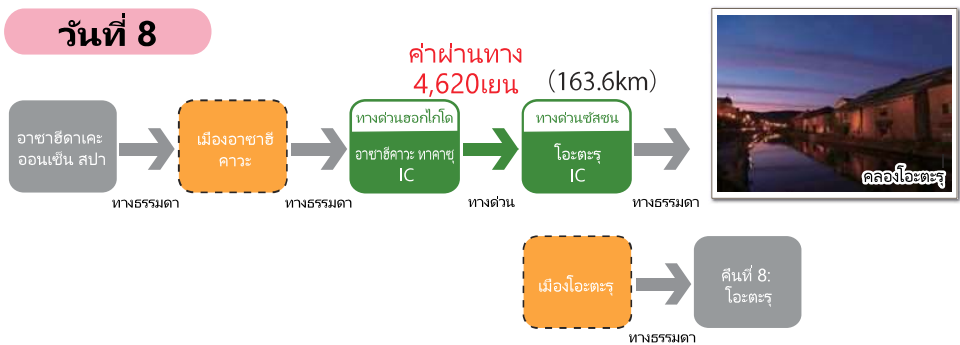 วันที่ 8
ค่าผ่านทาง
4,620เยน
(163.6km)
อาซาฮีดาเคะ
ออนเซ็น สปา
ทางธรรมดา
เมืองอาซาฮี
คาวะ
ทางธรรมดา
ทางด่วนฮอกไกโด
อาซาฮีคาวะ ทาคาซุ
IC
ทางด่วน
ทางด่วนซัสซน
โอะตะรุ
IC
ทางธรรมดา
คลองโอะตะรุ
เมืองโอะตะรุ
ทางธรรมดา
คืนที่ 8:
โอะตะรุ